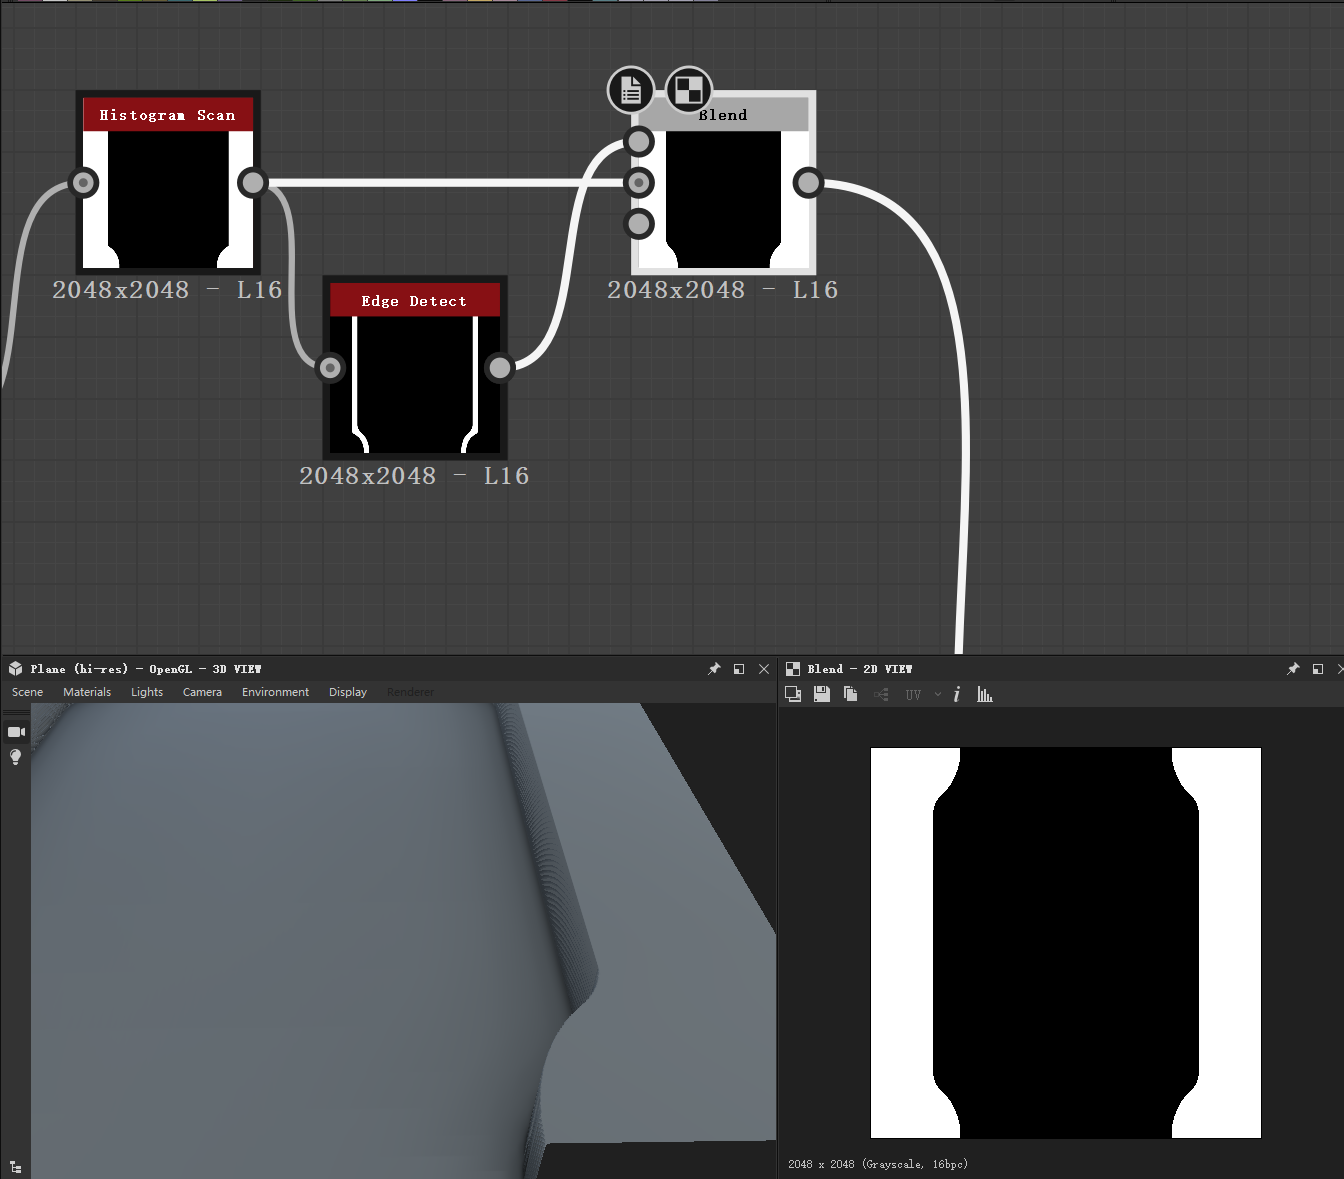 Histogram Scan
2048x2048 - L16
Edge Detect
2048x2048 - L16
Blend
2048x2048 - L16
Plane (hi-res) - OpenGL - 3D VIEW
Scene Materials Lights Camera Environment Display Renderer
Blend - 2D VIEW
UV
2048 x 2048 (Grayscale, 16bpc)